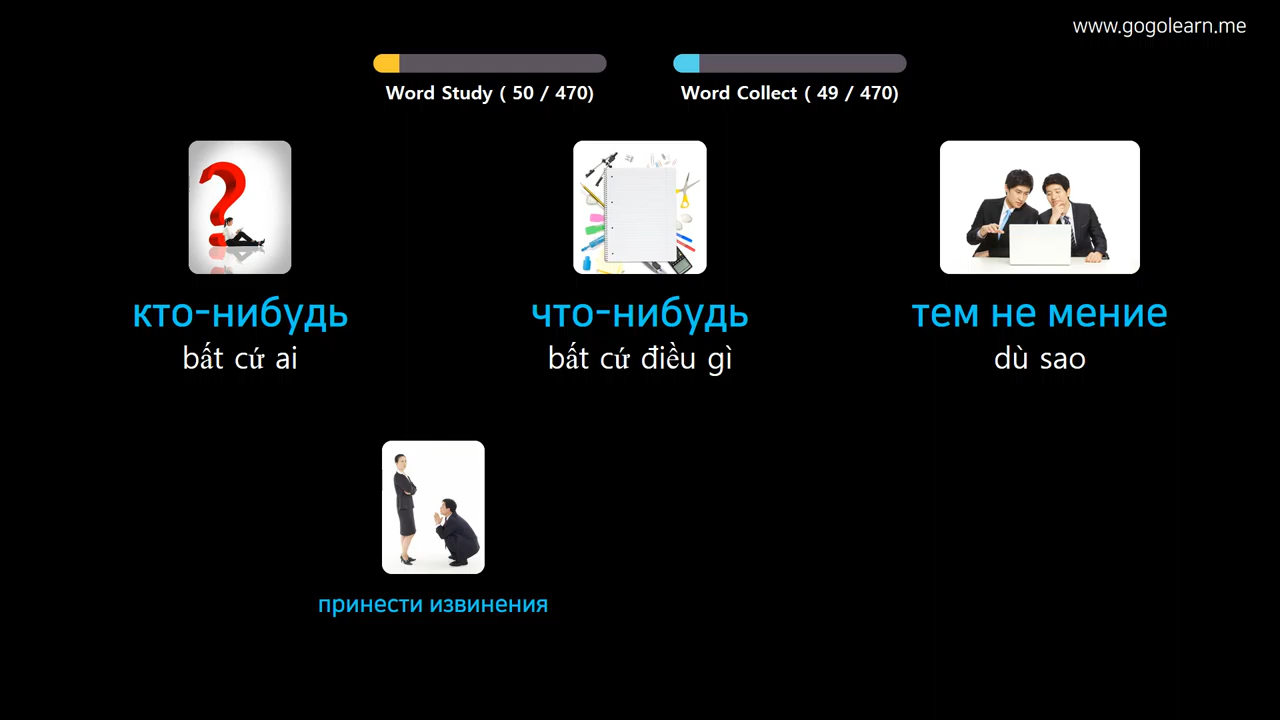 www.gogolearn.me
Word Study ( 50 / 470)
Word Collect ( 49 / 470)
кто-нибудь
что-нибудь
тем не мение
bất cứ ai
bất cứ điều gì
dù sao
принести извинения